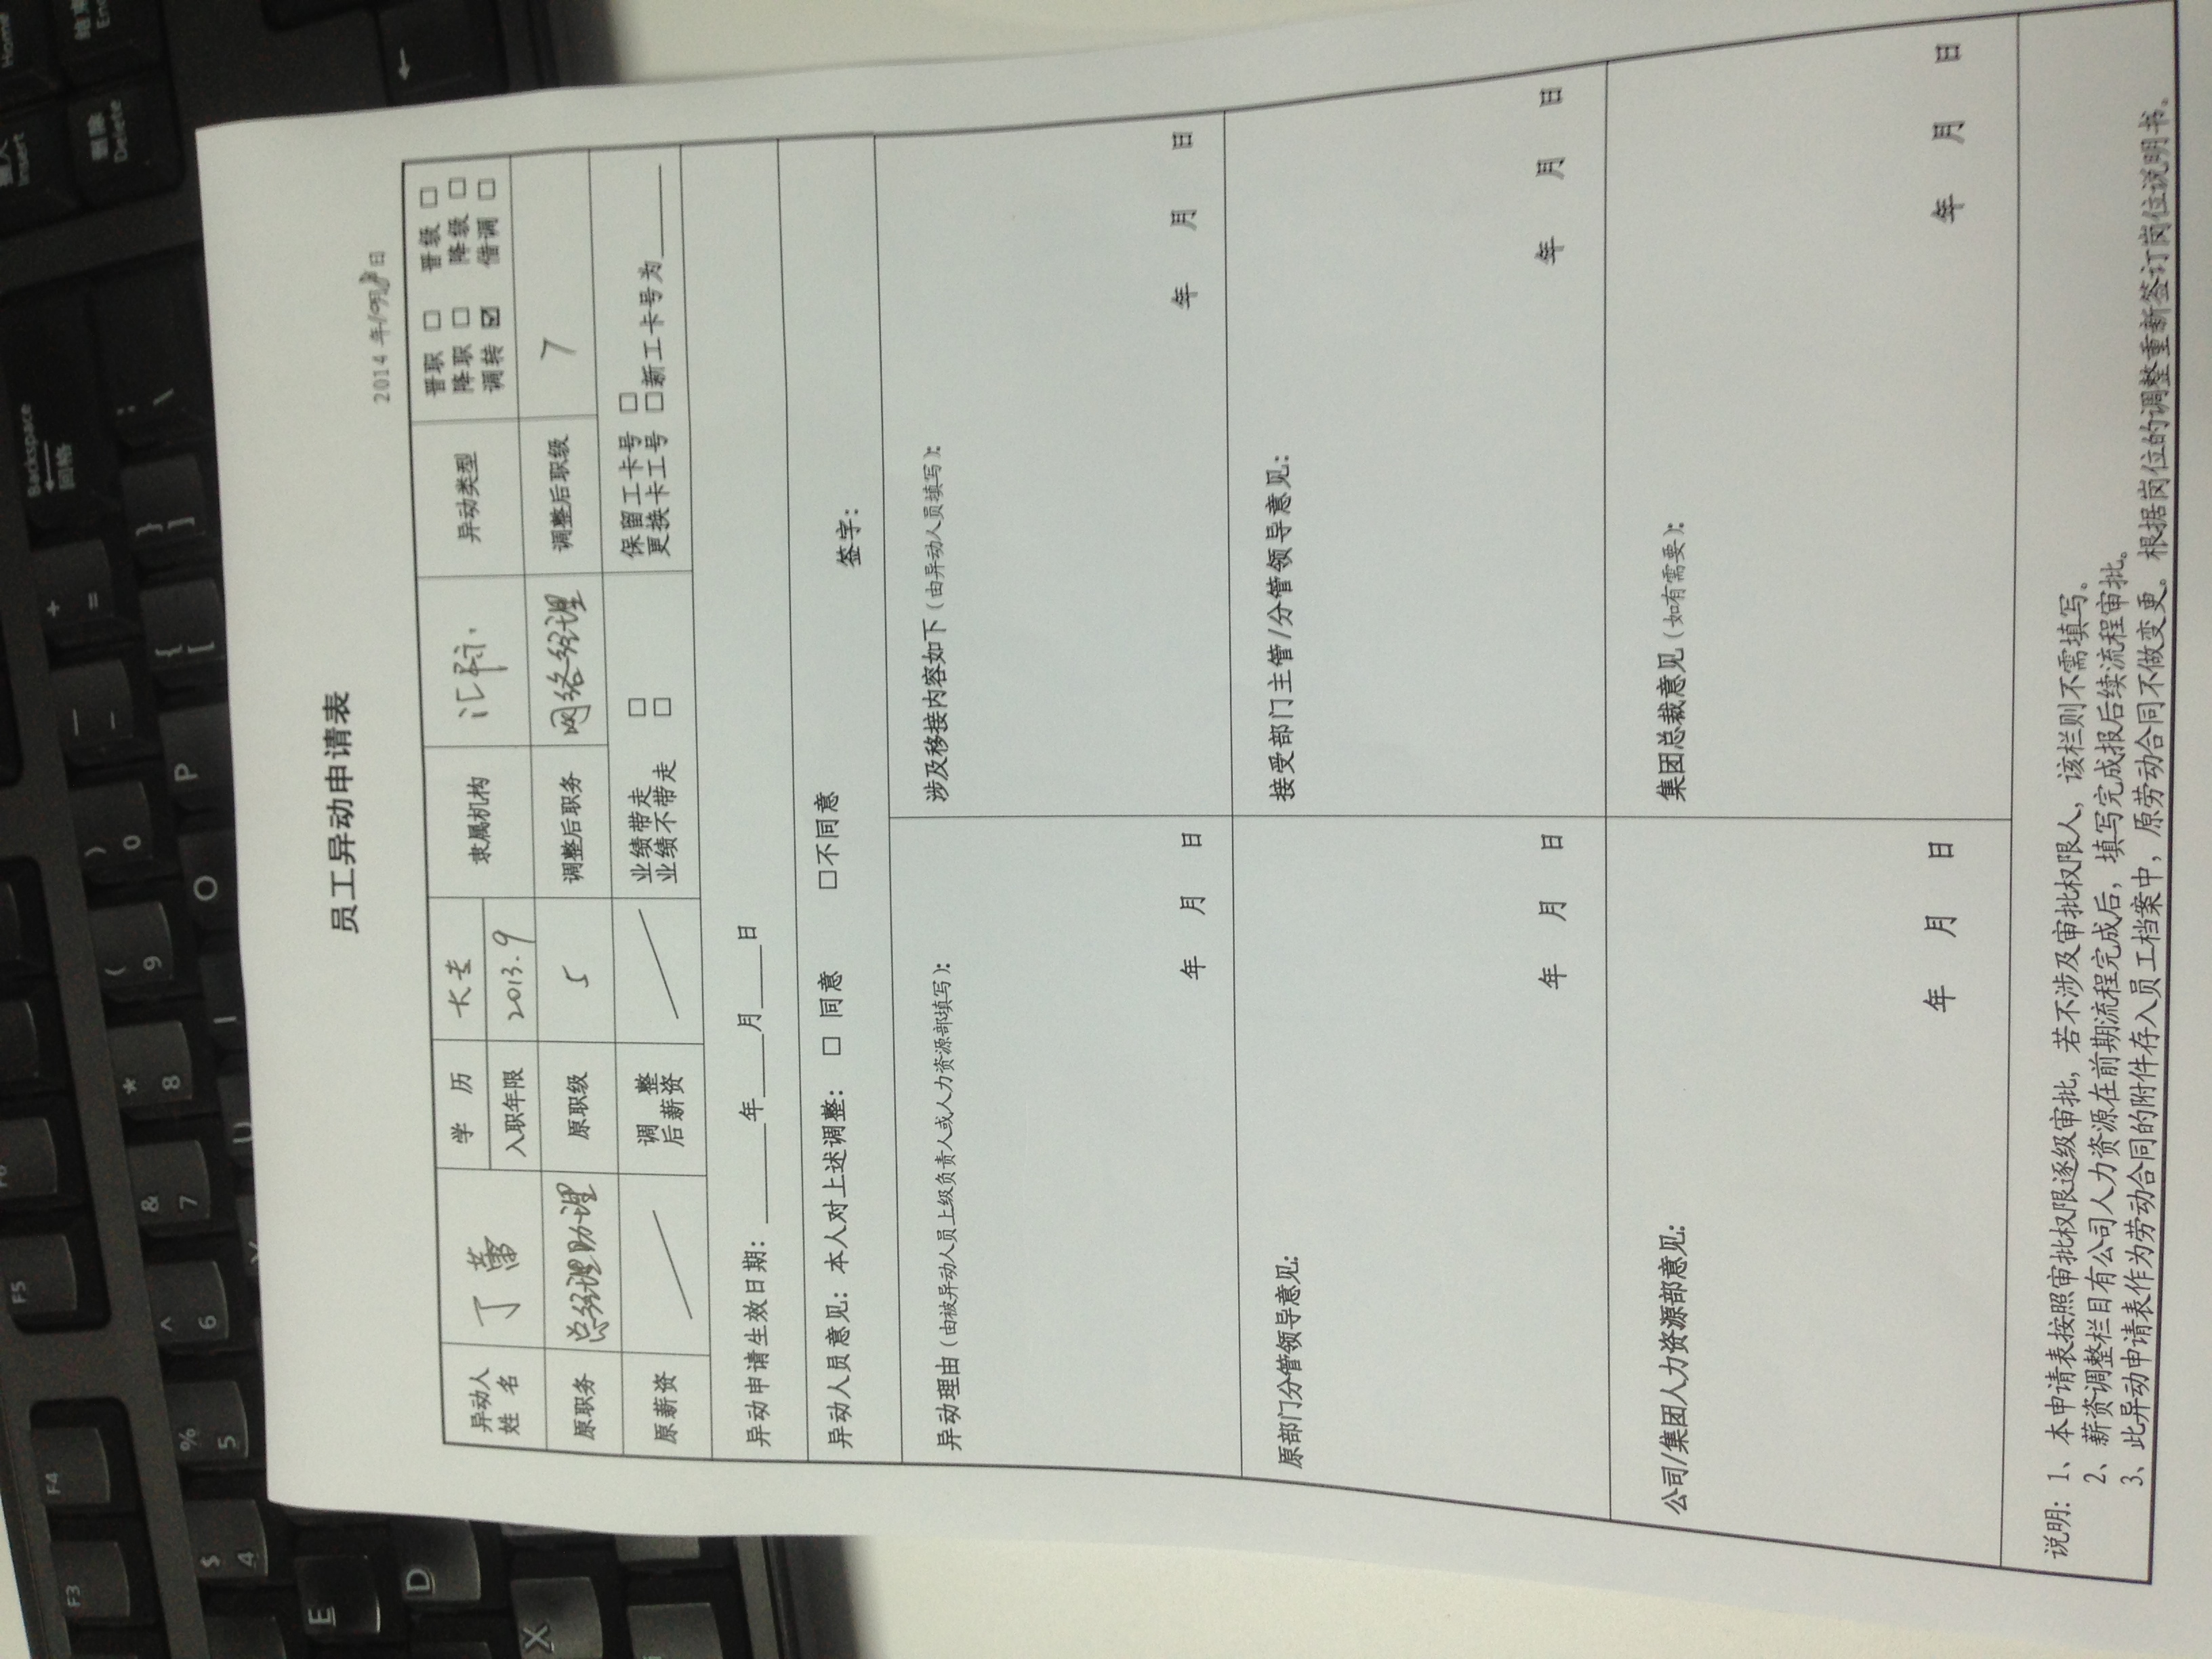 F3 F4 F5 F6
Backspace
回格
Insert
Home
删除
Delete
结束
End
$ 4 % 5 ^ 6 & 7 * 8 ( 9 ) 0 — - + =
U I O P { [ } ] \
E
D
X
员工异动申请表
2014 年10月8日
异动人姓名 丁蕾 学 历 大专 隶属机构 异动类型 晋职 □ 晋级 □
降职 □ 降级 □
入职年限 2013.9 调转 ☑ 借调 □
原职务 总经理助理 原职级 5 调整后职务 网络经理 调整后职级 7
原薪资 调 整后薪资 业绩带走 □ 保留工卡号 □
业绩不带走 □ 更换卡工号 □新工卡号为______
异动申请生效日期：______年____月____日
异动人员意见：本人对上述调整： □ 同意 □不同意 签字：
异动理由（由被异动人员上级负责人或人力资源部填写）：
年 月 日
涉及移接内容如下（由异动人员填写）：
年 月 日
原部门分管领导意见：
年 月 日
接受部门主管/分管领导意见：
年 月 日
公司/集团人力资源部意见：
年 月 日
集团总裁意见（如有需要）：
年 月 日
说明：1、本申请表按照审批权限逐级审批，若不涉及审批权限人，该栏则不需填写。
2、薪资调整栏目有公司人力资源在前期流程完成后，填写完成报后续流程审批。
3、此异动申请表作为劳动合同的附件存入员工档案中，原劳动合同不做变更。根据岗位的调整重新签订岗位说明书。